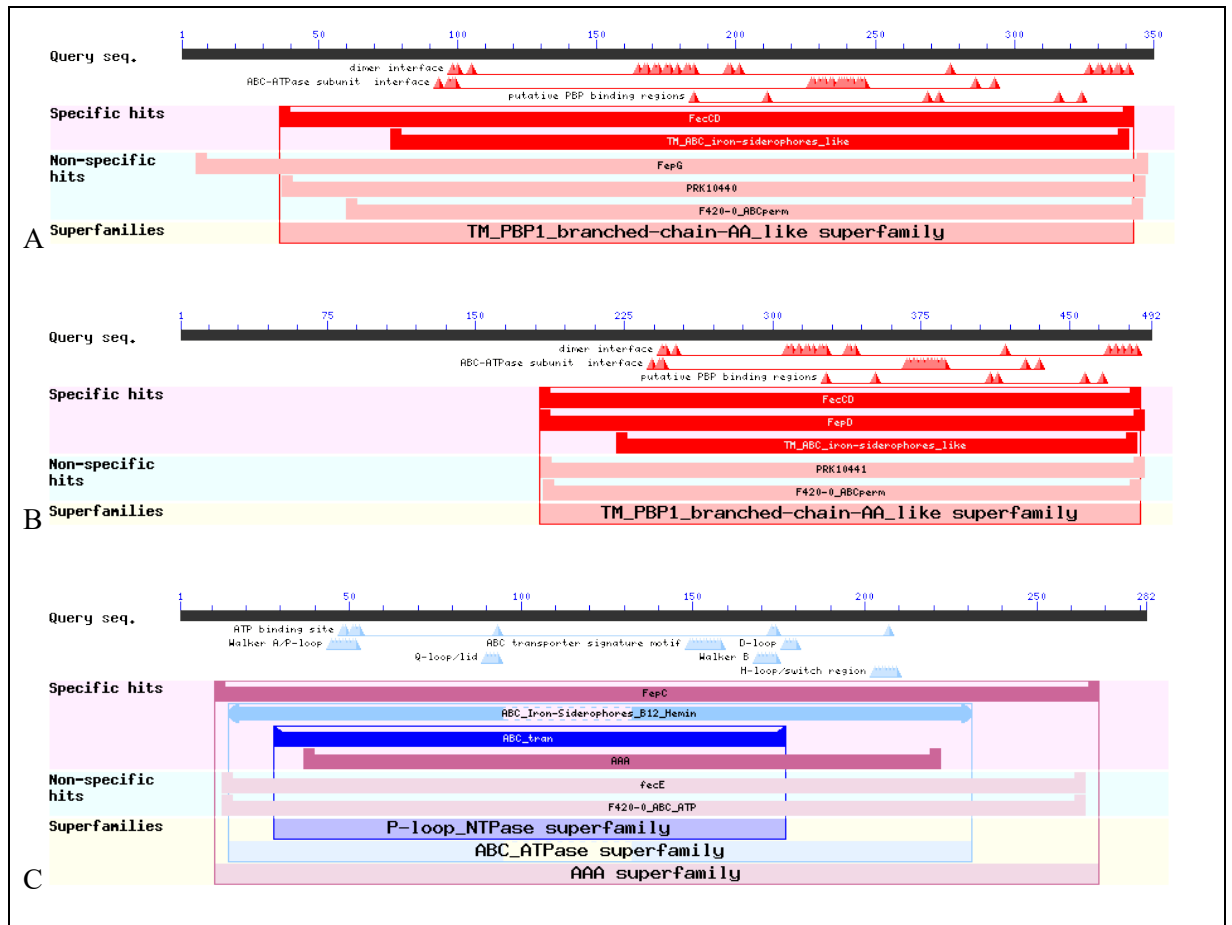 1 50 100 150 200 250 300 350
Query seq.
dimer interface
ABC-ATPase subunit interface
putative PBP binding regions
Specific hits
FecCD
TM_ABC_iron-siderophores_like
Non-specific hits
FepG
PRK10440
F420-0_ABCperm
A
Superfamilies
TM_PBP1_branched-chain-AA_like superfamily
1 75 150 225 300 375 450 492
Query seq.
dimer interface
ABC-ATPase subunit interface
putative PBP binding regions
Specific hits
FecCD
FepD
TM_ABC_iron-siderophores_like
Non-specific hits
PRK10441
F420-0_ABCperm
B
Superfamilies
TM_PBP1_branched-chain-AA_like superfamily
1 50 100 150 200 250 282
Query seq.
ATP binding site
Walker A/P-loop ABC transporter signature motif D-loop
Q-loop/lid Walker B
H-loop/switch region
Specific hits
FepC
ABC_Iron-Siderophores_B12_Hemin
ABC_tran
AAA
Non-specific hits
fecE
F420-0_ABC_ATP
Superfamilies
P-loop_NTPase superfamily
ABC_ATPase superfamily
C
AAA superfamily